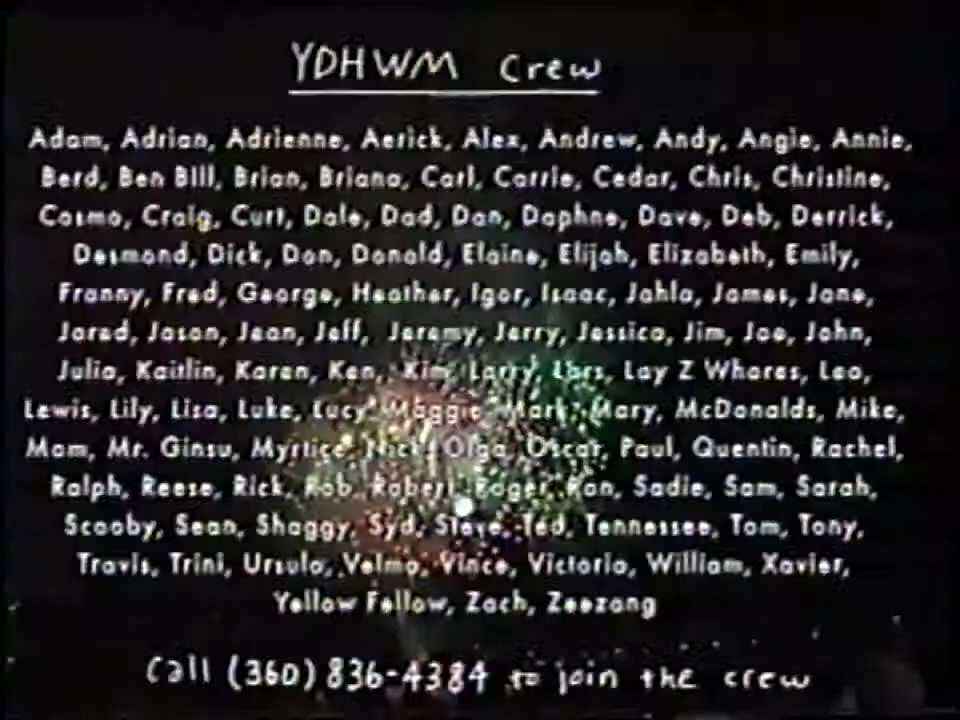 YDHWM Crew
Adam, Adrian, Adrienne, Aerick, Alex, Andrew, Andy, Angie, Annie,
Berd, Ben Bill, Brian, Briana, Carl, Carrie, Cedar, Chris, Christine,
Cosmo, Craig, Curt, Dale, Dad, Dan, Daphne, Dave, Deb, Derrick,
Desmond, Dick, Don, Donald, Elaine, Elijah, Elizabeth, Emily,
Franny, Fred, George, Heather, Igor, Isaac, Jahla, James, Jane,
Jared, Jason, Jean, Jeff, Jeremy, Jerry, Jessica, Jim, Joe, John,
Julia, Kaitlin, Karen, Ken, Kim, Larry, Lars, Lay Z Whores, Leo,
Lewis, Lily, Lisa, Luke, Lucy, Maggie, Mark, Mary, McDonalds, Mike,
Mom, Mr. Ginsu, Myrtice, Nick, Olga, Oscar, Paul, Quentin, Rachel,
Ralph, Reese, Rick, Rob, Robert, Roger, Ron, Sadie, Sam, Sarah,
Scooby, Sean, Shaggy, Syd, Steve, Ted, Tennessee, Tom, Tony,
Travis, Trini, Ursula, Velma, Vince, Victoria, William, Xavier,
Yellow Fellow, Zach, Zeezang
Call (360) 836-4384 to join the crew